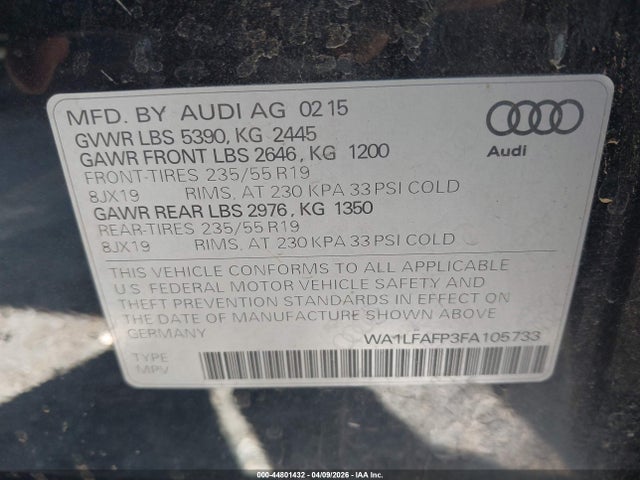 MFD. BY AUDI AG 02 15
GVWR LBS 5390, KG 2445
GAWR FRONT LBS 2646, KG 1200
FRONT-TIRES 235/55 R19
8JX19 RIMS, AT 230 KPA 33 PSI COLD
GAWR REAR LBS 2976, KG 1350
REAR-TIRES 235/55 R19
8JX19 RIMS, AT 230 KPA 33 PSI COLD
Audi
THIS VEHICLE CONFORMS TO ALL APPLICABLE
U.S. FEDERAL MOTOR VEHICLE SAFETY AND
THEFT PREVENTION STANDARDS IN EFFECT ON
THE DATE OF MANUFACTURE SHOWN ABOVE.
GERMANY
WA1LFAFP3FA105733
TYPE:
MPV
000-44801432 - 04/09/2026 - IAA Inc.